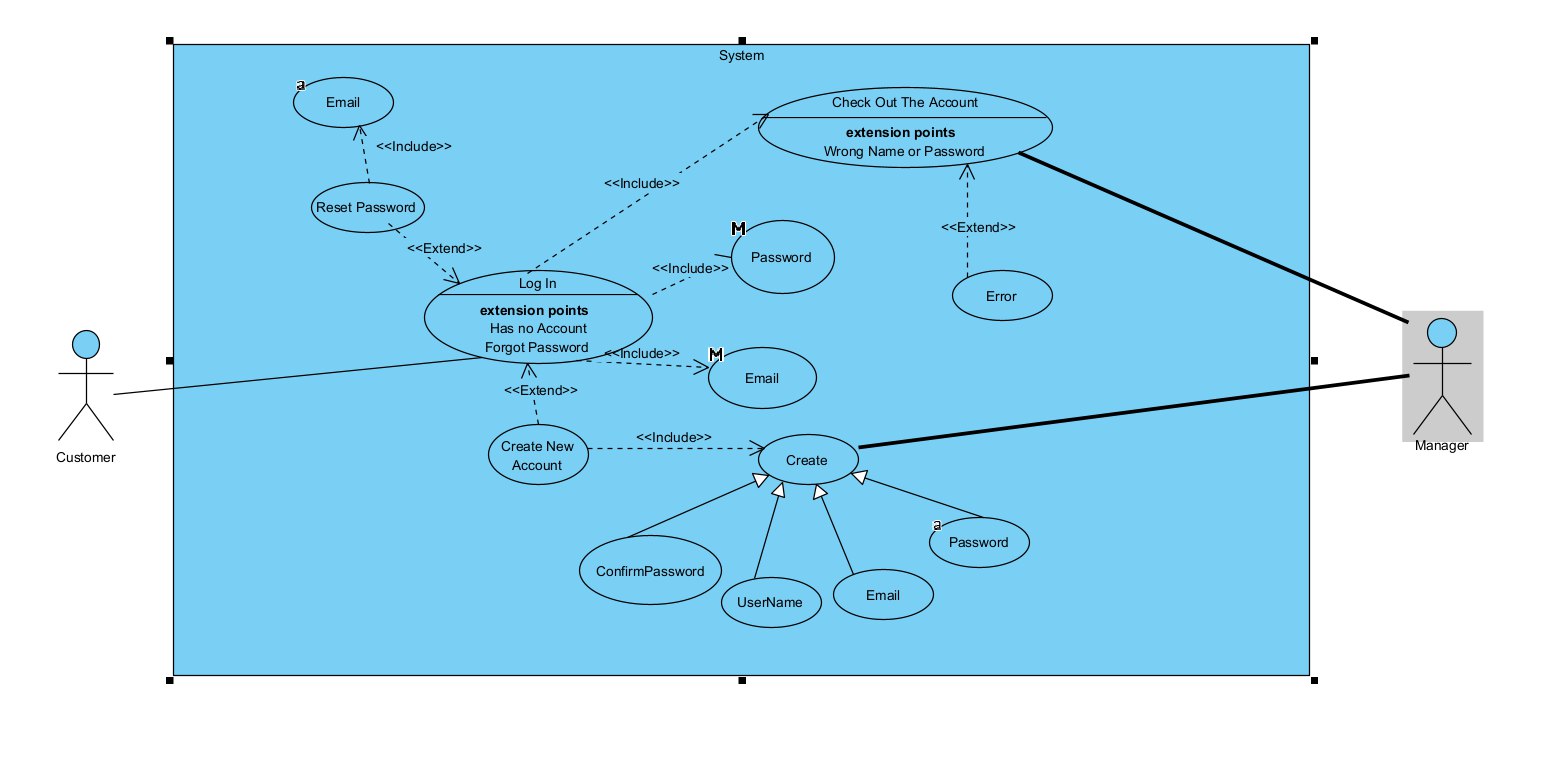 System
a
Email
<<Include>>
Reset Password
<<Extend>>
Check Out The Account
extension points
Wrong Name or Password
<<Include>>
<<Extend>>
Error
M
Password
<<Include>>
Log In
extension points
Has no Account
Forgot Password
<<Include>>
M
Email
<<Extend>>
Create New
Account
<<Include>>
Create
Customer
Manager
ConfirmPassword
UserName
Email
a
Password